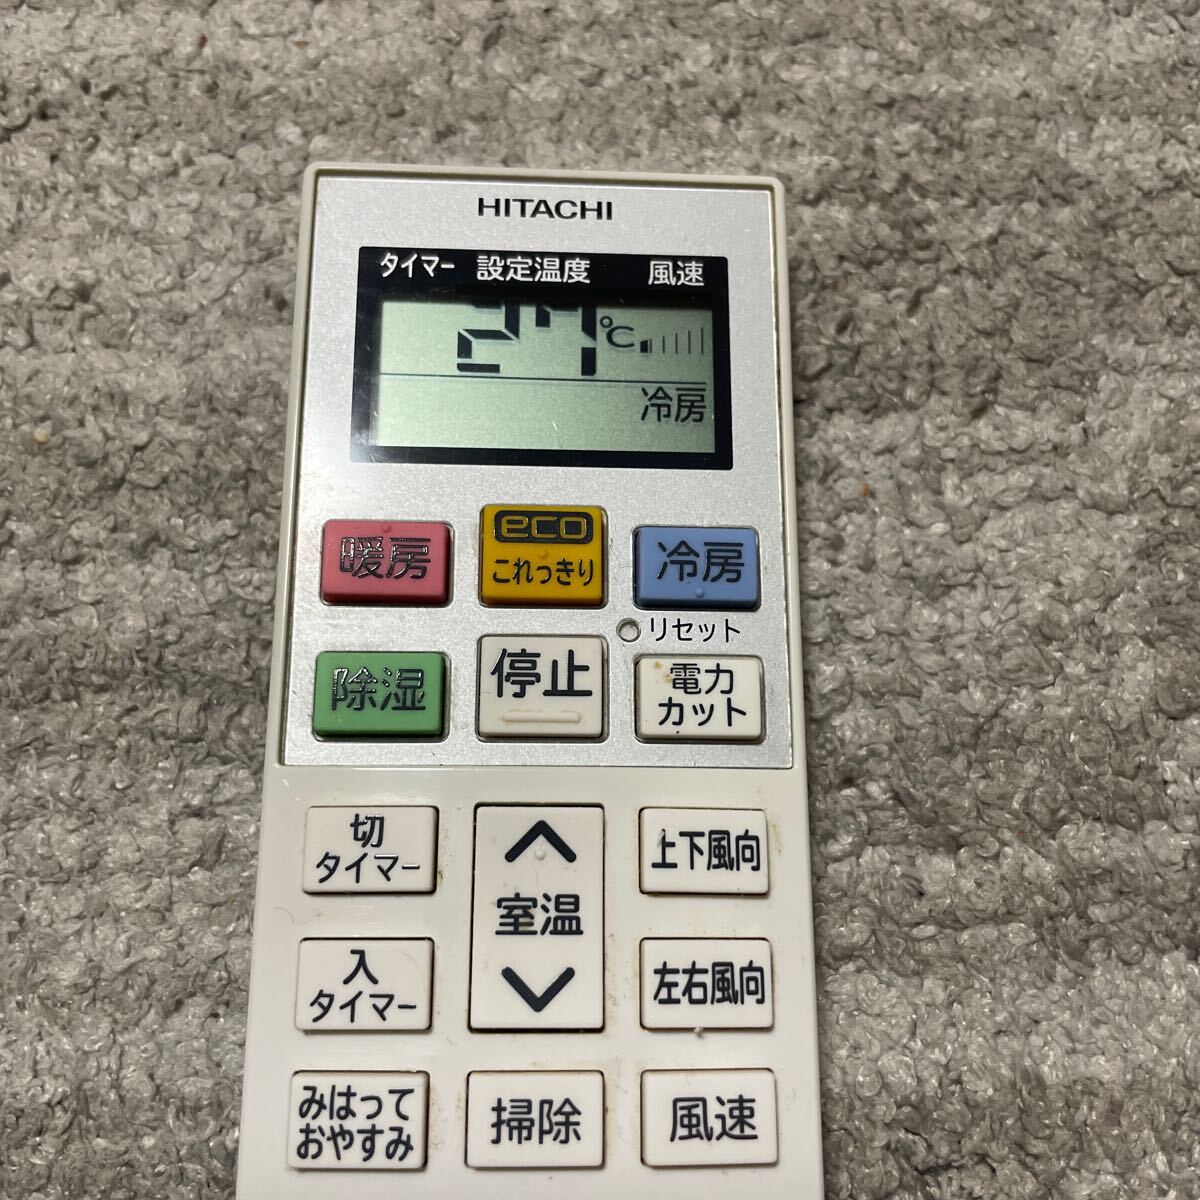 HITACHI
タイマー 設定温度 風速
27℃
冷房
暖房 eco 冷房
これっきり
リセット
除湿 停止 電力
カット
切
タイマー
室温
上下風向
入
タイマー
左右風向
みはって
おやすみ
掃除
風速